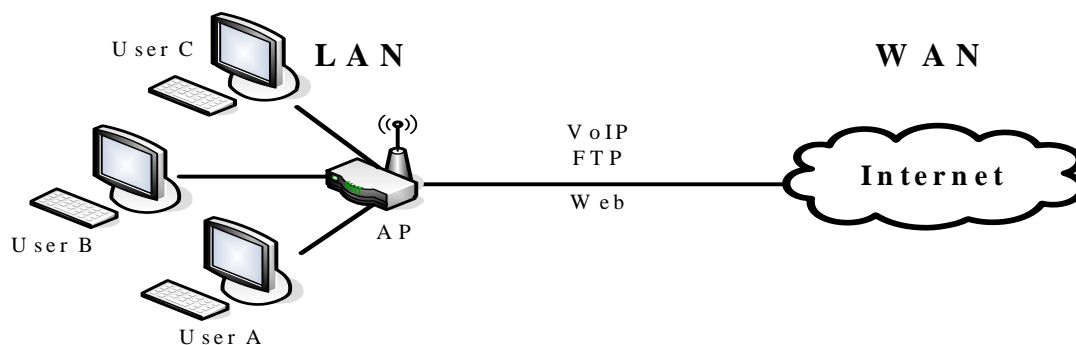 User C
LAN
WAN
VoIP
FTP
Web
Internet
AP
User B
User A